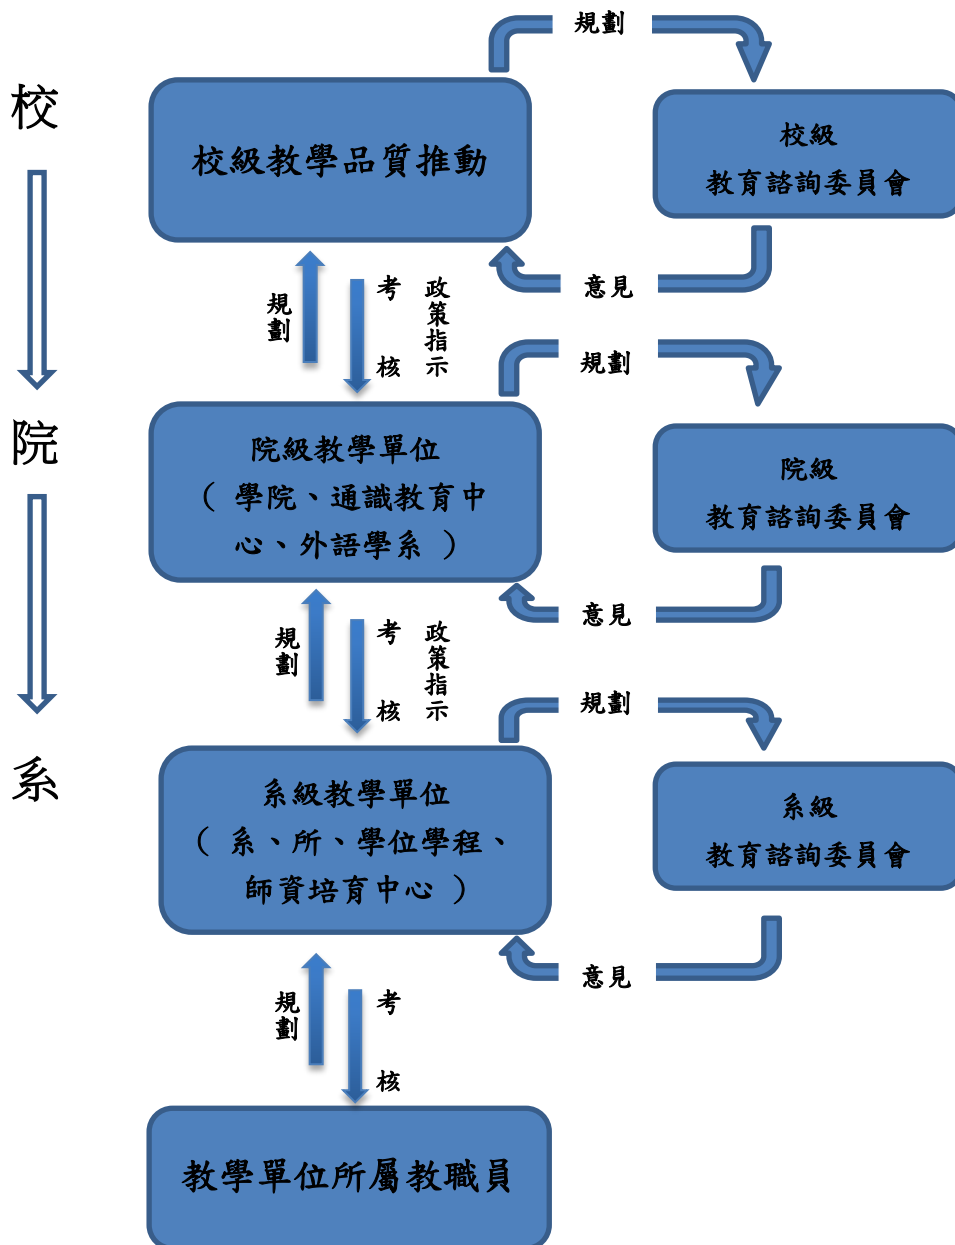 規劃
校
校級教學品質推動
校級
教育諮詢委員會
規劃
考核
政策指示
意見
規劃
院
院級教學單位
（ 學院、通識教育中
心、外語學系 ）
院級
教育諮詢委員會
規劃
考核
政策指示
意見
規劃
系
系級教學單位
（ 系、所、學位學程、
師資培育中心 ）
系級
教育諮詢委員會
規劃
考核
意見
教學單位所屬教職員